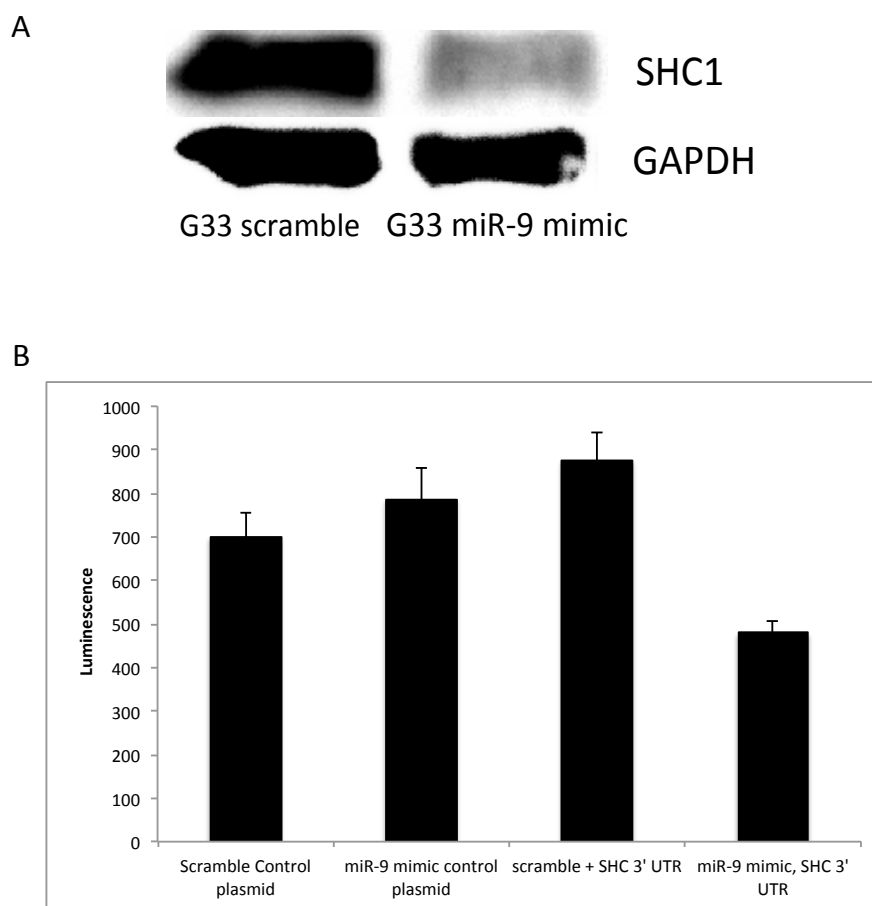 A
SHC1
GAPDH
G33 scramble G33 miR-9 mimic
B
1000
900
800
700
600
500
400
300
200
100
0
Luminescence
Scramble Control
plasmid
miR-9 mimic control
plasmid
scramble + SHC 3' UTR
miR-9 mimic, SHC 3'
UTR